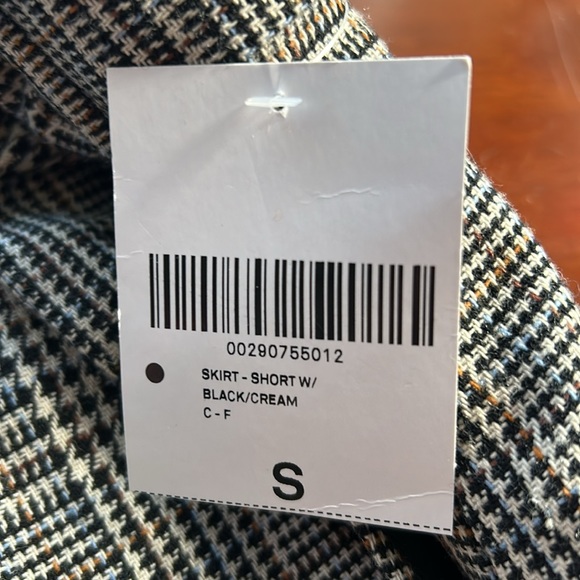 00290755012
SKIRT - SHORT W/
BLACK/CREAM
C - F
S